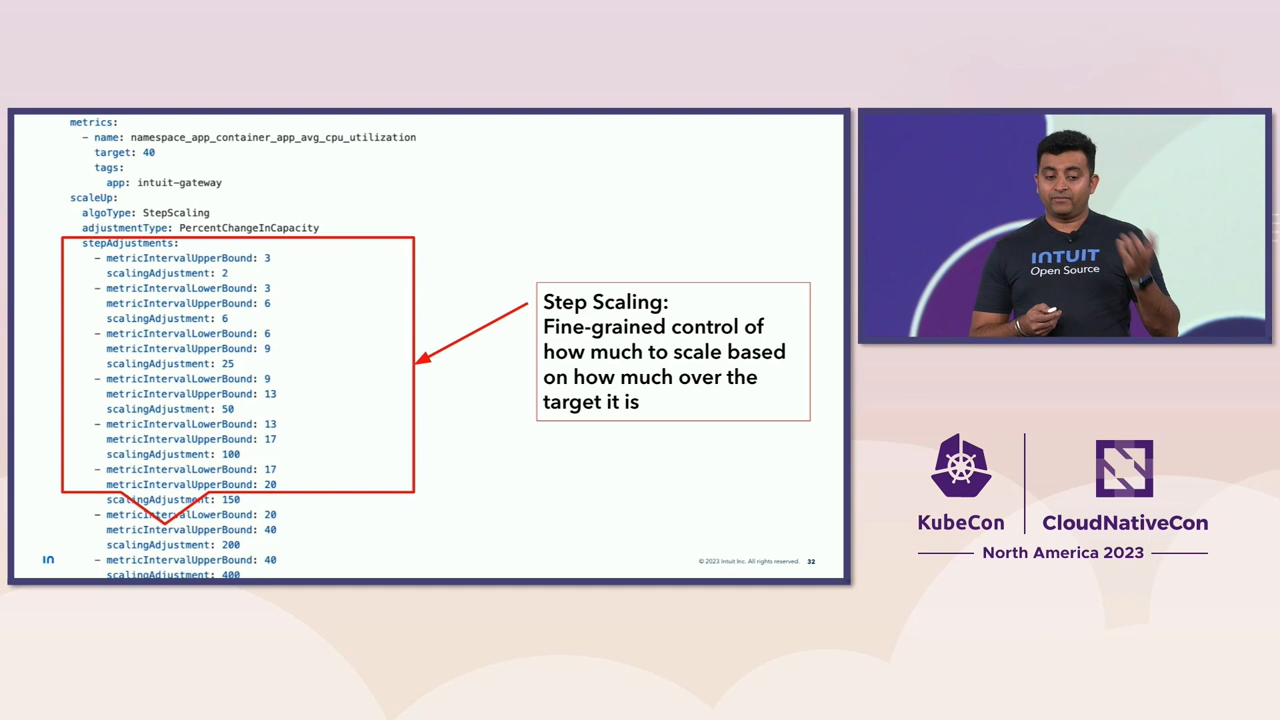 metrics:
- name: namespace_app_container_app_avg_cpu_utilization
target: 40
tags:
app: intuit-gateway
scaleUp:
algoType: StepScaling
adjustmentType: PercentChangeInCapacity
stepAdjustments:
- metricIntervalUpperBound: 3
scalingAdjustment: 2
- metricIntervalLowerBound: 3
metricIntervalUpperBound: 6
scalingAdjustment: 6
- metricIntervalLowerBound: 6
metricIntervalUpperBound: 9
scalingAdjustment: 25
- metricIntervalLowerBound: 9
metricIntervalUpperBound: 13
scalingAdjustment: 50
- metricIntervalLowerBound: 13
metricIntervalUpperBound: 17
scalingAdjustment: 100
- metricIntervalLowerBound: 17
metricIntervalUpperBound: 20
scalingAdjustment: 150
- metricIntervalLowerBound: 20
metricIntervalUpperBound: 40
scalingAdjustment: 200
- metricIntervalLowerBound: 40
scalingAdjustment: 400
Step Scaling:
Fine-grained control of
how much to scale based
on how much over the
target it is
© 2023 Intuit Inc. All rights reserved. 32
INTUIT
Open Source
KubeCon
CloudNativeCon
North America 2023